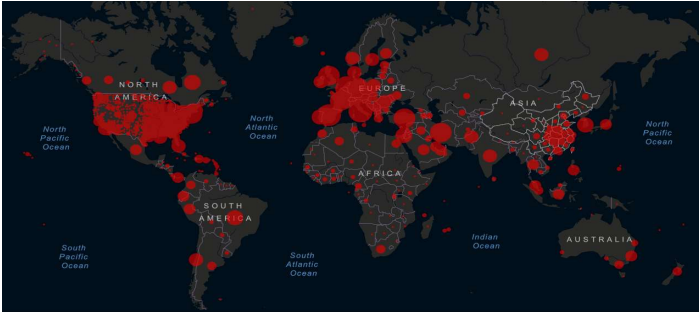 NORTH
AMERICA
EUROPE
ASIA
North
Pacific
Ocean
North
Atlantic
Ocean
North
Pacific
Ocean
AFRICA
SOUTH
AMERICA
Indian
Ocean
AUSTRALIA
South
Pacific
Ocean
South
Atlantic
Ocean